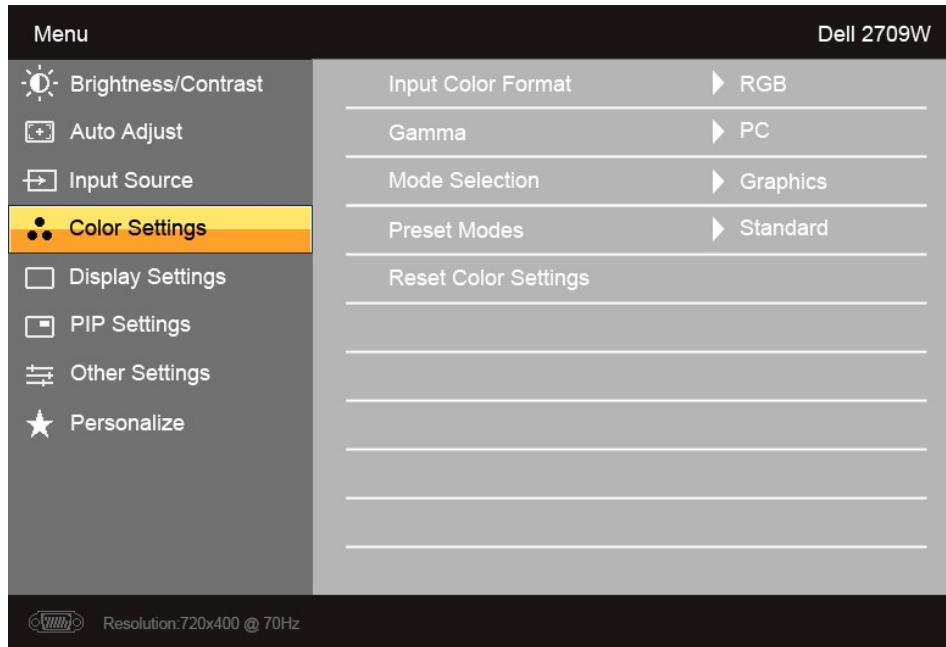 Menu
Dell 2709W
Brightness/Contrast
Auto Adjust
Input Source
Color Settings
Display Settings
PIP Settings
Other Settings
Personalize
Input Color Format RGB
Gamma PC
Mode Selection Graphics
Preset Modes Standard
Reset Color Settings
Resolution:720x400 @ 70Hz